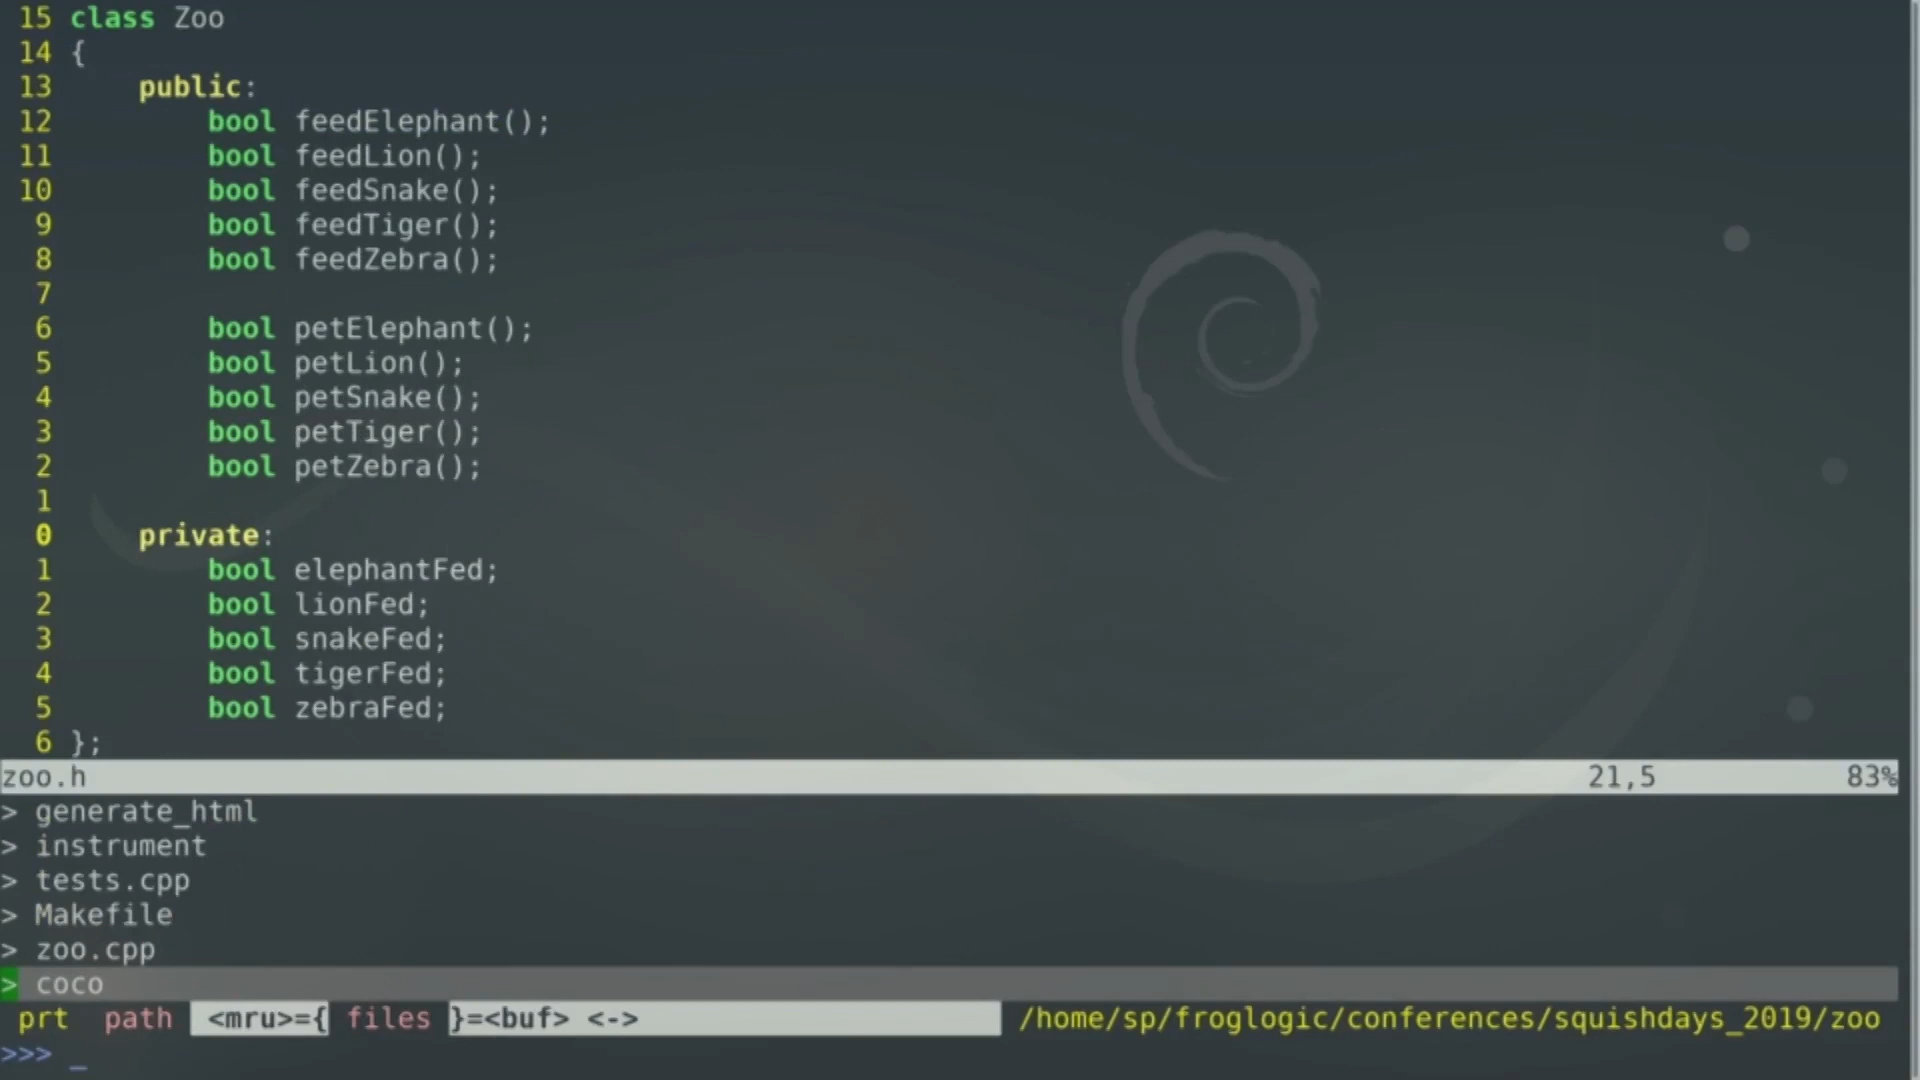 15 class Zoo
14 {
13     public:
12         bool feedElephant();
11         bool feedLion();
10         bool feedSnake();
 9         bool feedTiger();
 8         bool feedZebra();
 7
 6         bool petElephant();
 5         bool petLion();
 4         bool petSnake();
 3         bool petTiger();
 2         bool petZebra();
 1
 0     private:
 1         bool elephantFed;
 2         bool lionFed;
 3         bool snakeFed;
 4         bool tigerFed;
 5         bool zebraFed;
 6 };
zoo.h 21,5 83%
> generate_html
> instrument
> tests.cpp
> Makefile
> zoo.cpp
> coco
prt path <mru>={ files }=<buf> <-> /home/sp/froglogic/conferences/squishdays_2019/zoo
>>> _